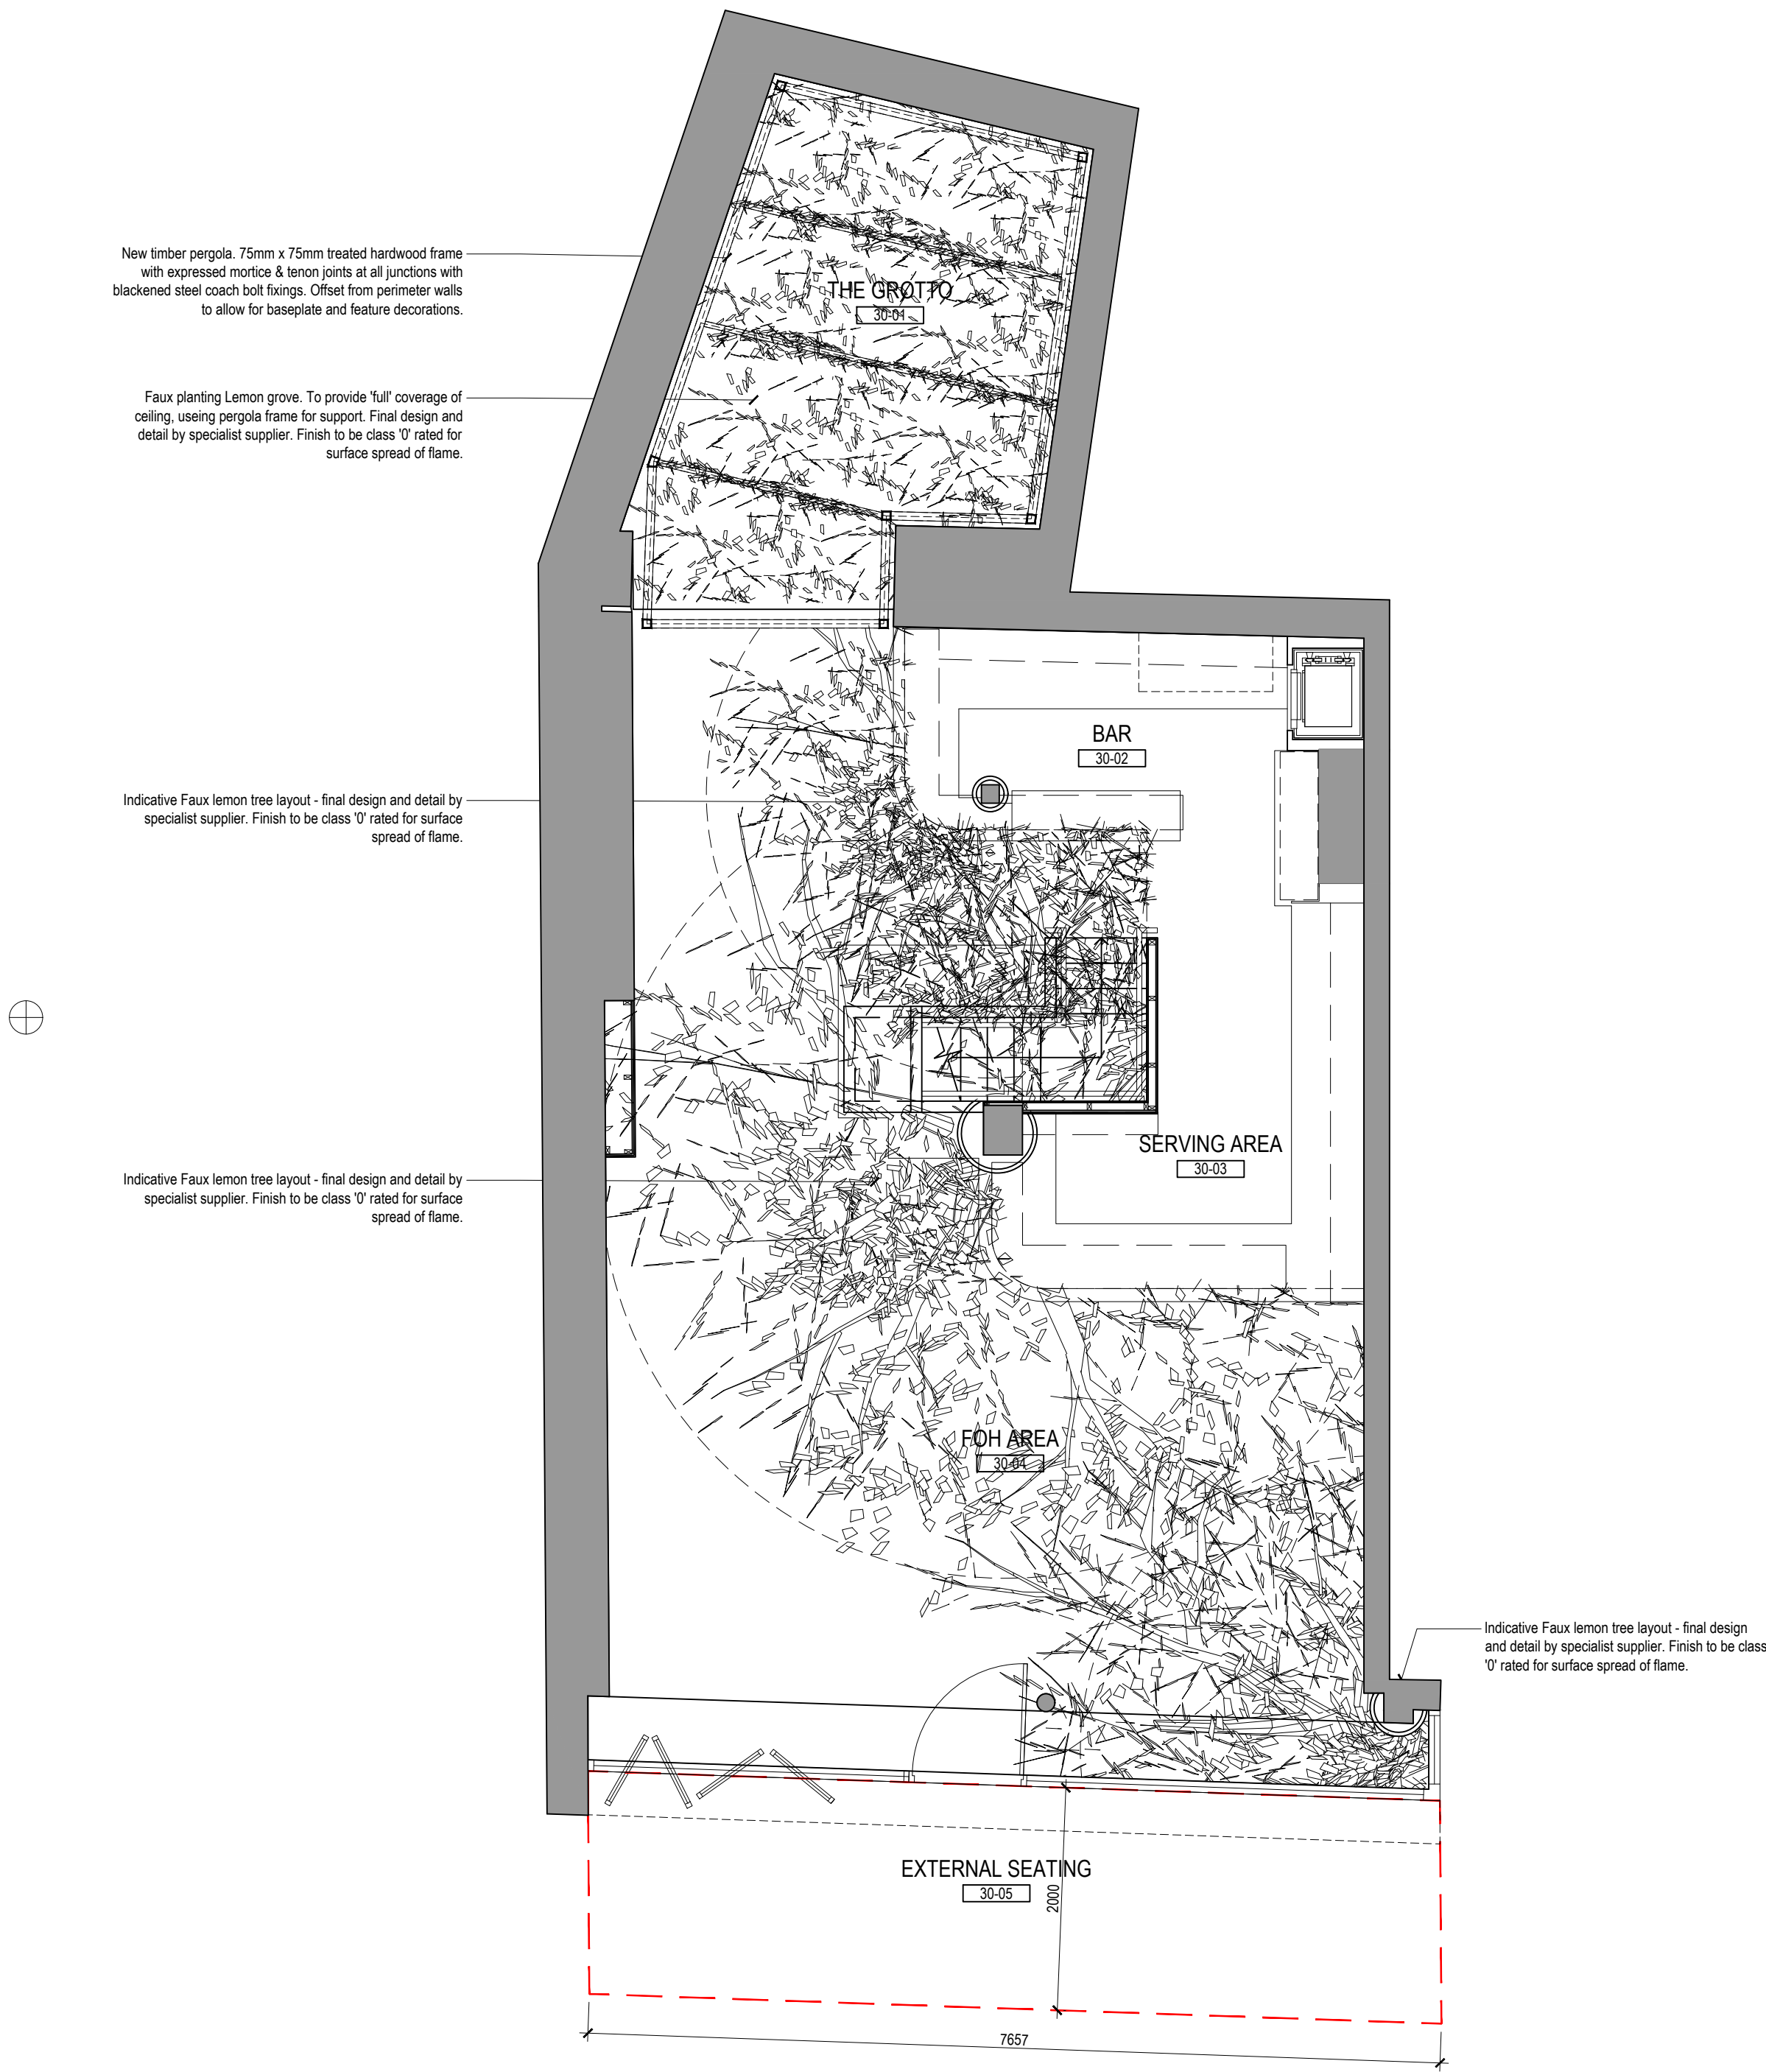 New timber pergola. 75mm x 75mm treated hardwood frame
with expressed mortice & tenon joints at all junctions with
blackened steel coach bolt fixings. Offset from perimeter walls
to allow for baseplate and feature decorations.
THE GROTTO
30-01
Faux planting Lemon grove. To provide 'full' coverage of
ceiling, useing pergola frame for support. Final design and
detail by specialist supplier. Finish to be class '0' rated for
surface spread of flame.
BAR
30-02
Indicative Faux lemon tree layout - final design and detail by
specialist supplier. Finish to be class '0' rated for surface
spread of flame.
SERVING AREA
30-03
Indicative Faux lemon tree layout - final design and detail by
specialist supplier. Finish to be class '0' rated for surface
spread of flame.
FOH AREA
30-04
Indicative Faux lemon tree layout - final design
and detail by specialist supplier. Finish to be class
'0' rated for surface spread of flame.
EXTERNAL SEATING
30-05
2000
7657